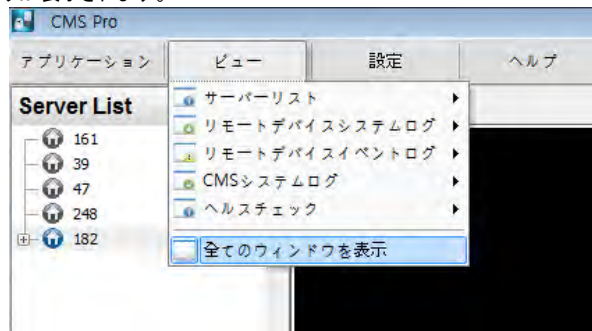 CMS Pro
アプリケーション ビュー 設定 ヘルプ
Server List
161
39
47
248
182
サーバーリスト
リモートデバイスシステムログ
リモートデバイスイベントログ
CMSシステムログ
ヘルスチェック
全てのウィンドウを表示